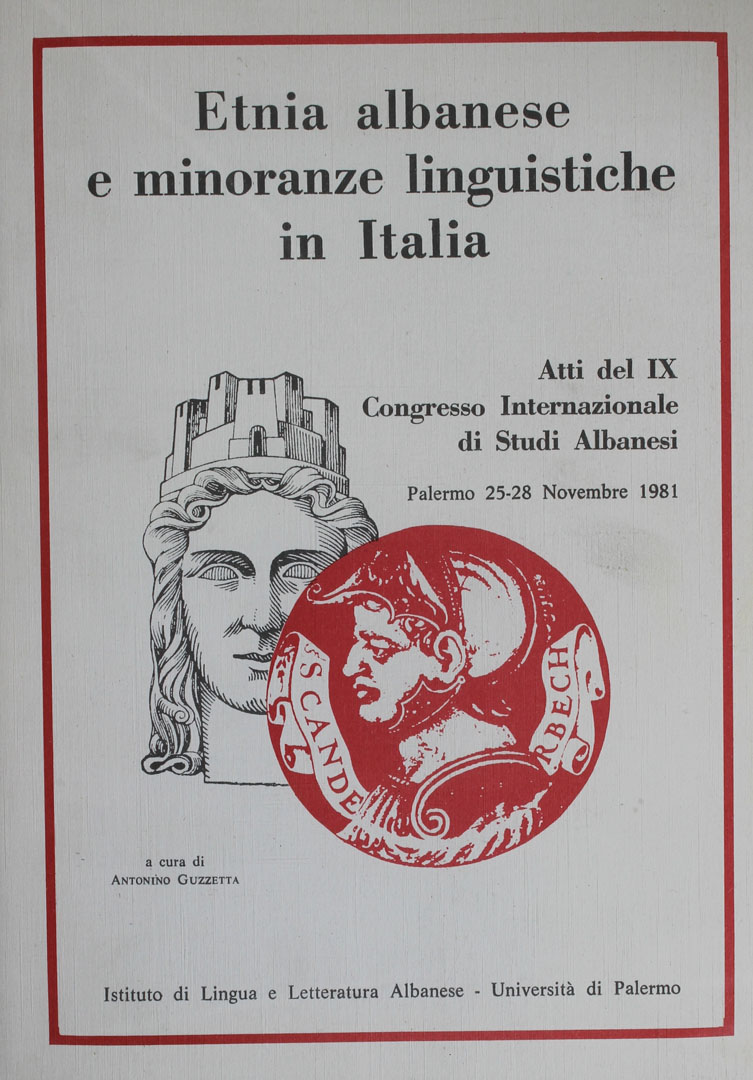 Etnia albanese
e minoranze linguistiche
in Italia
Atti del IX
Congresso Internazionale
di Studi Albanesi
Palermo 25-28 Novembre 1981
SCANDE
RBECH
a cura di
ANTONINO GUZZETTA
Istituto di Lingua e Letteratura Albanese - Università di Palermo